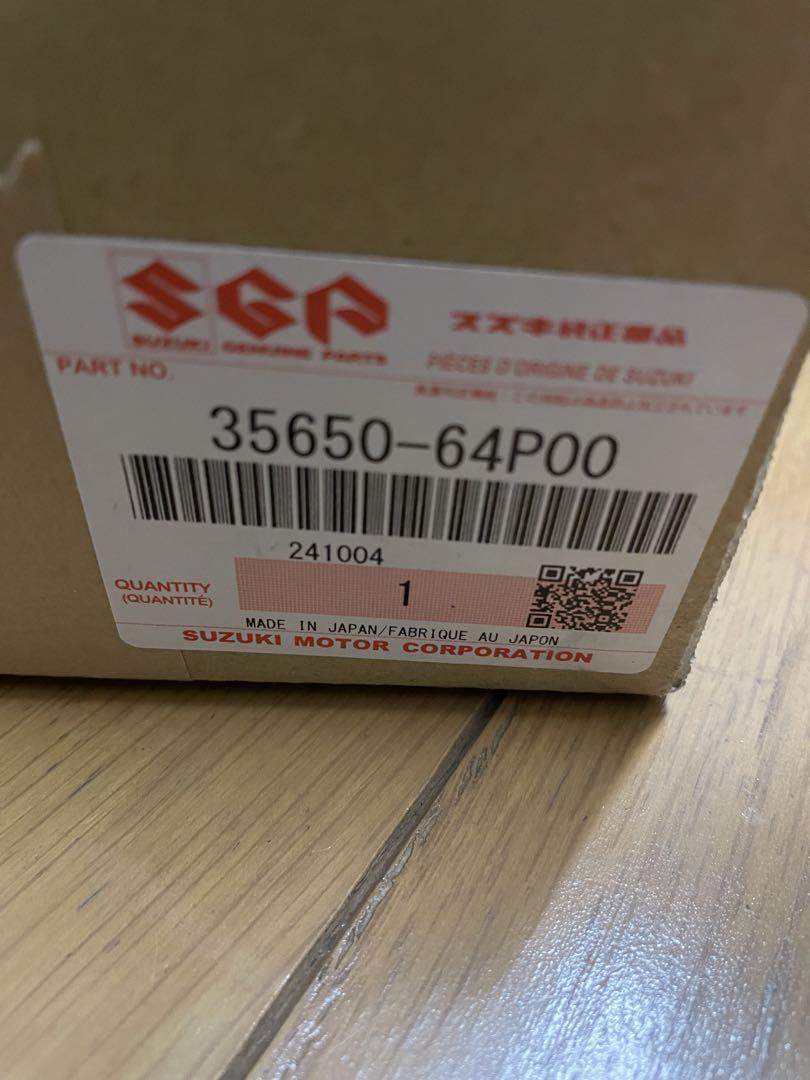 SGP
スズキ純正部品
SUZUKI GENUINE PARTS
PIÈCES D'ORIGINE DE SUZUKI
PART NO.
35650-64P00
241004
QUANTITY
(QUANTITÉ)
1
MADE IN JAPAN/FABRIQUE AU JAPON
SUZUKI MOTOR CORPORATION